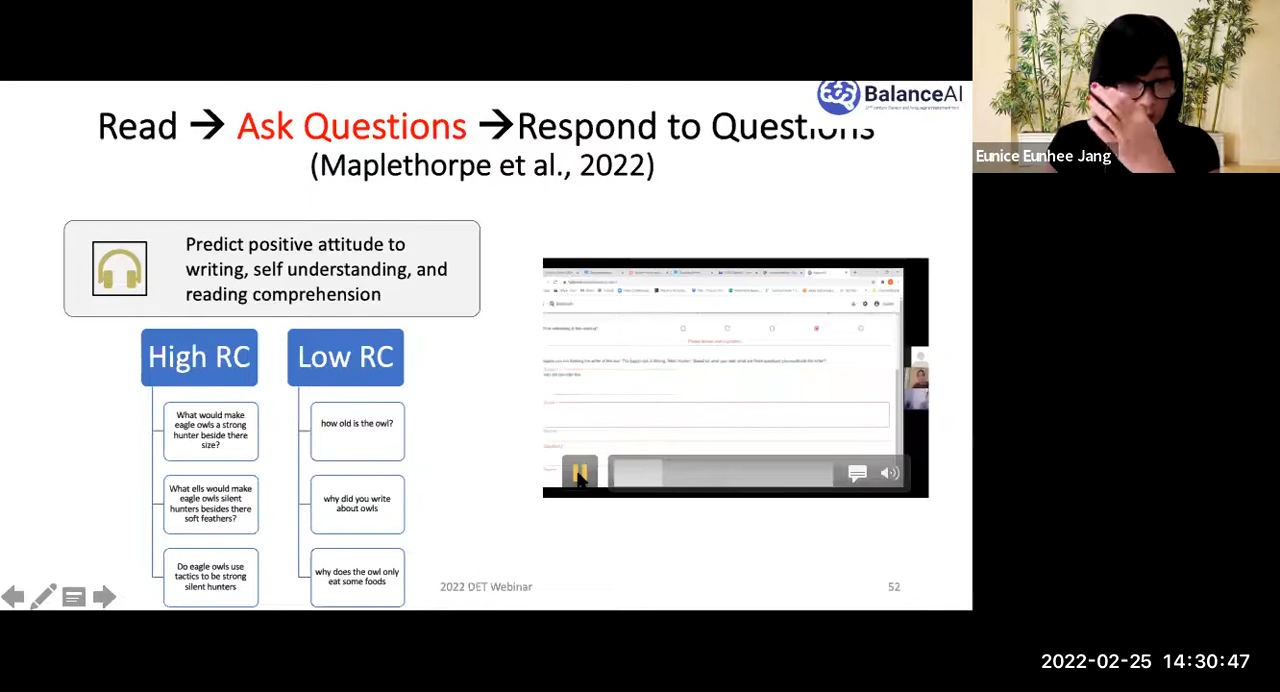 BalanceAI
Read → Ask Questions → Respond to Questions
(Maplethorpe et al., 2022)
Eunice Eunhee Jang
Predict positive attitude to
writing, self understanding, and
reading comprehension
High RC
Low RC
What would make
eagle owls a strong
hunter beside there
size?
how old is the owl?
What ells would make
eagle owls silent
hunters besides there
soft feathers?
why did you write
about owls
Do eagle owls use
tactics to be strong
silent hunters
why does the owl only
eat some foods
2022 DET Webinar
52
2022-02-25 14:30:47